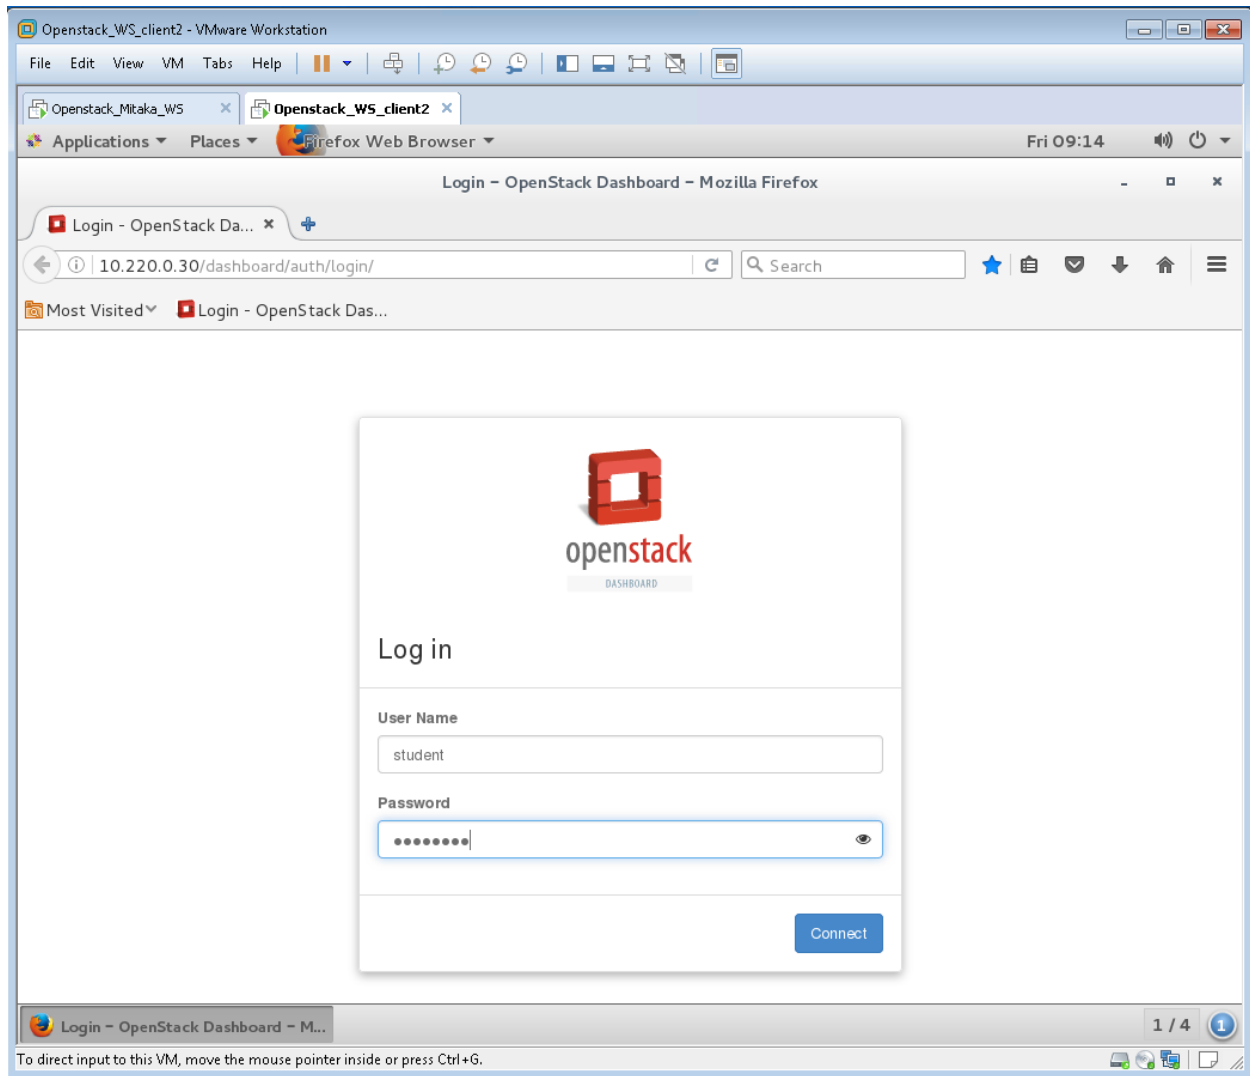 Openstack_WS_client2 - VMware Workstation
File Edit View VM Tabs Help
Openstack_Mitaka_WS Openstack_WS_client2
Applications Places Firefox Web Browser Fri 09:14
Login - OpenStack Dashboard - Mozilla Firefox
Login - OpenStack Da...
10.220.0.30/dashboard/auth/login/ Search
Most Visited Login - OpenStack Das...
openstack
DASHBOARD
Log in
User Name
student
Password
Connect
Login - OpenStack Dashboard - M... 1 / 4 1
To direct input to this VM, move the mouse pointer inside or press Ctrl+G.